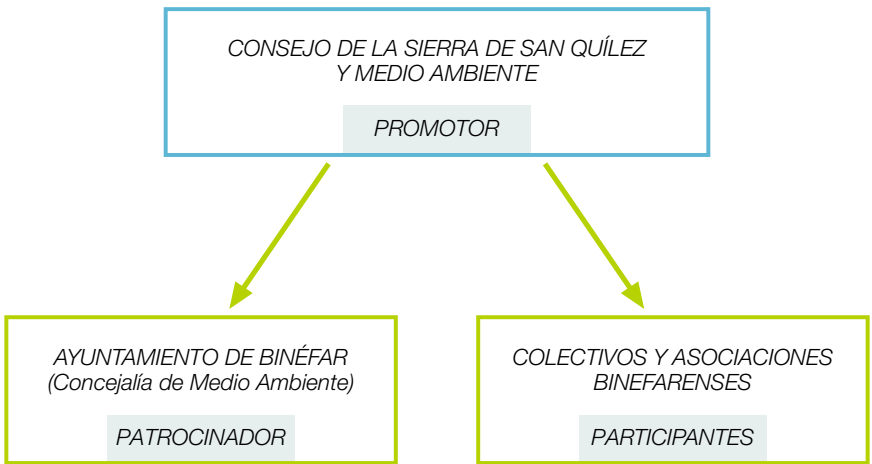 CONSEJO DE LA SIERRA DE SAN QUÍLEZ
Y MEDIO AMBIENTE
PROMOTOR
AYUNTAMIENTO DE BINÉFAR
(Concejalía de Medio Ambiente)
PATROCINADOR
COLECTIVOS Y ASOCIACIONES
BINEFARENSES
PARTICIPANTES